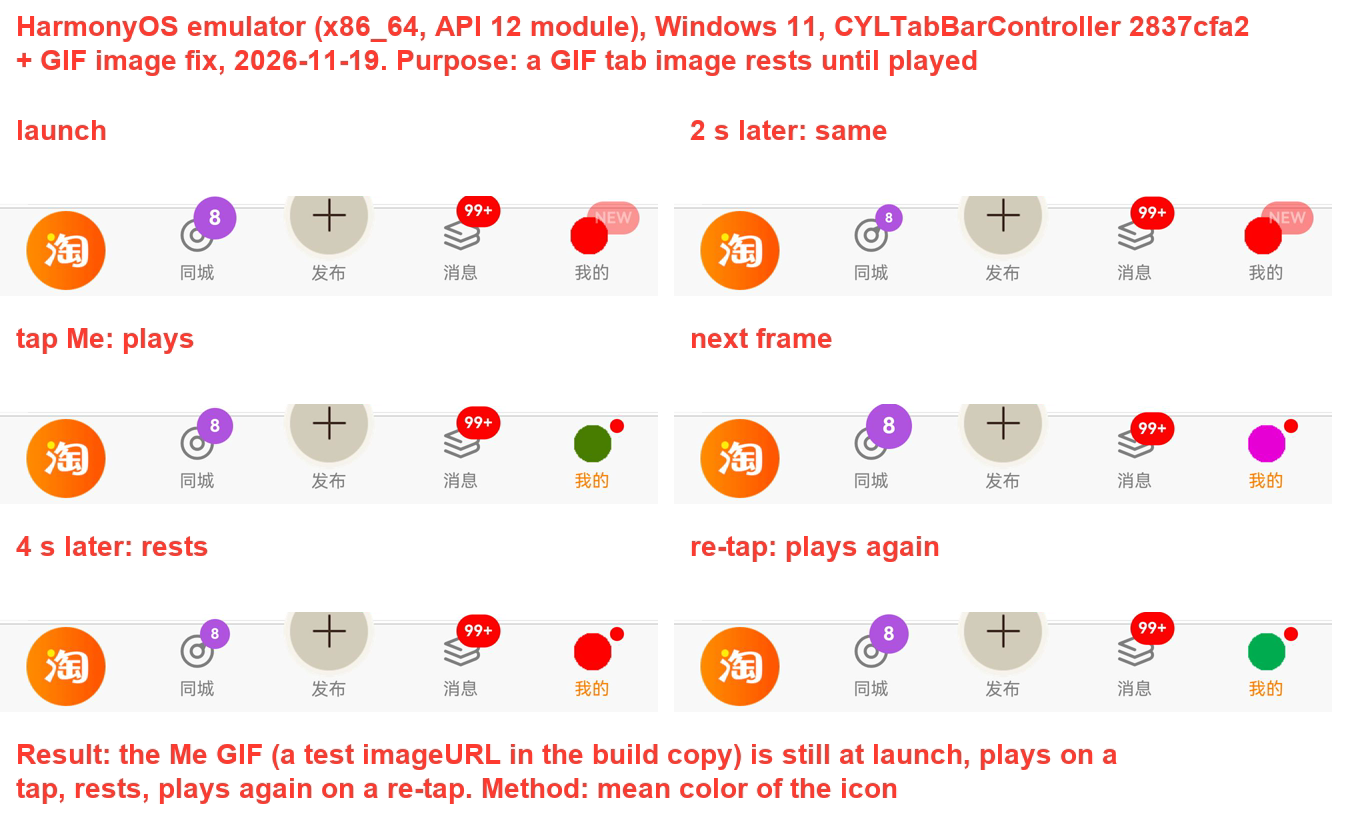 HarmonyOS emulator (x86_64, API 12 module), Windows 11, CYLTabBarController 2837cfa2
+ GIF image fix, 2026-11-19. Purpose: a GIF tab image rests until played
launch
2 s later: same
淘 8 99+ NEW
同城 发布 消息 我的
淘 8 99+ NEW
同城 发布 消息 我的
tap Me: plays
next frame
淘 8 99+
同城 发布 消息 我的
淘 8 99+
同城 发布 消息 我的
4 s later: rests
re-tap: plays again
淘 8 99+
同城 发布 消息 我的
淘 8 99+
同城 发布 消息 我的
Result: the Me GIF (a test imageURL in the build copy) is still at launch, plays on a
tap, rests, plays again on a re-tap. Method: mean color of the icon